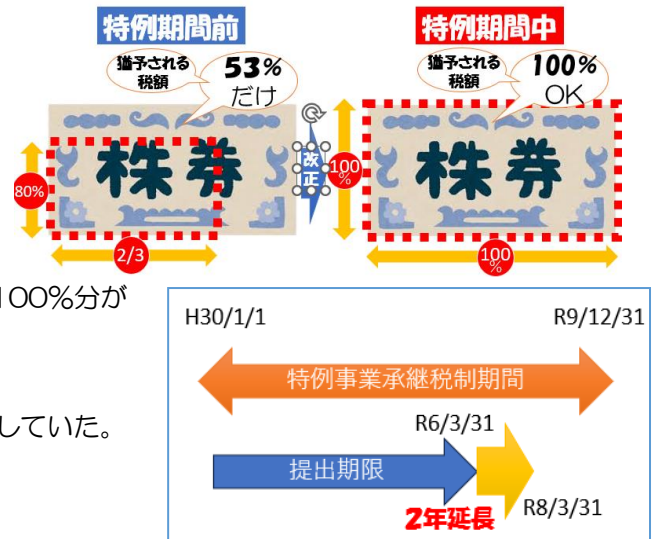 特例期間前
特例期間中
猶予される
税額
53%
だけ
猶予される
税額
100%
OK
株券
80%
2/3
改正
株券
100
%
100
%
100%分が
していた。
H30/1/1
R9/12/31
特例事業承継税制期間
R6/3/31
提出期限
R8/3/31
2年延長